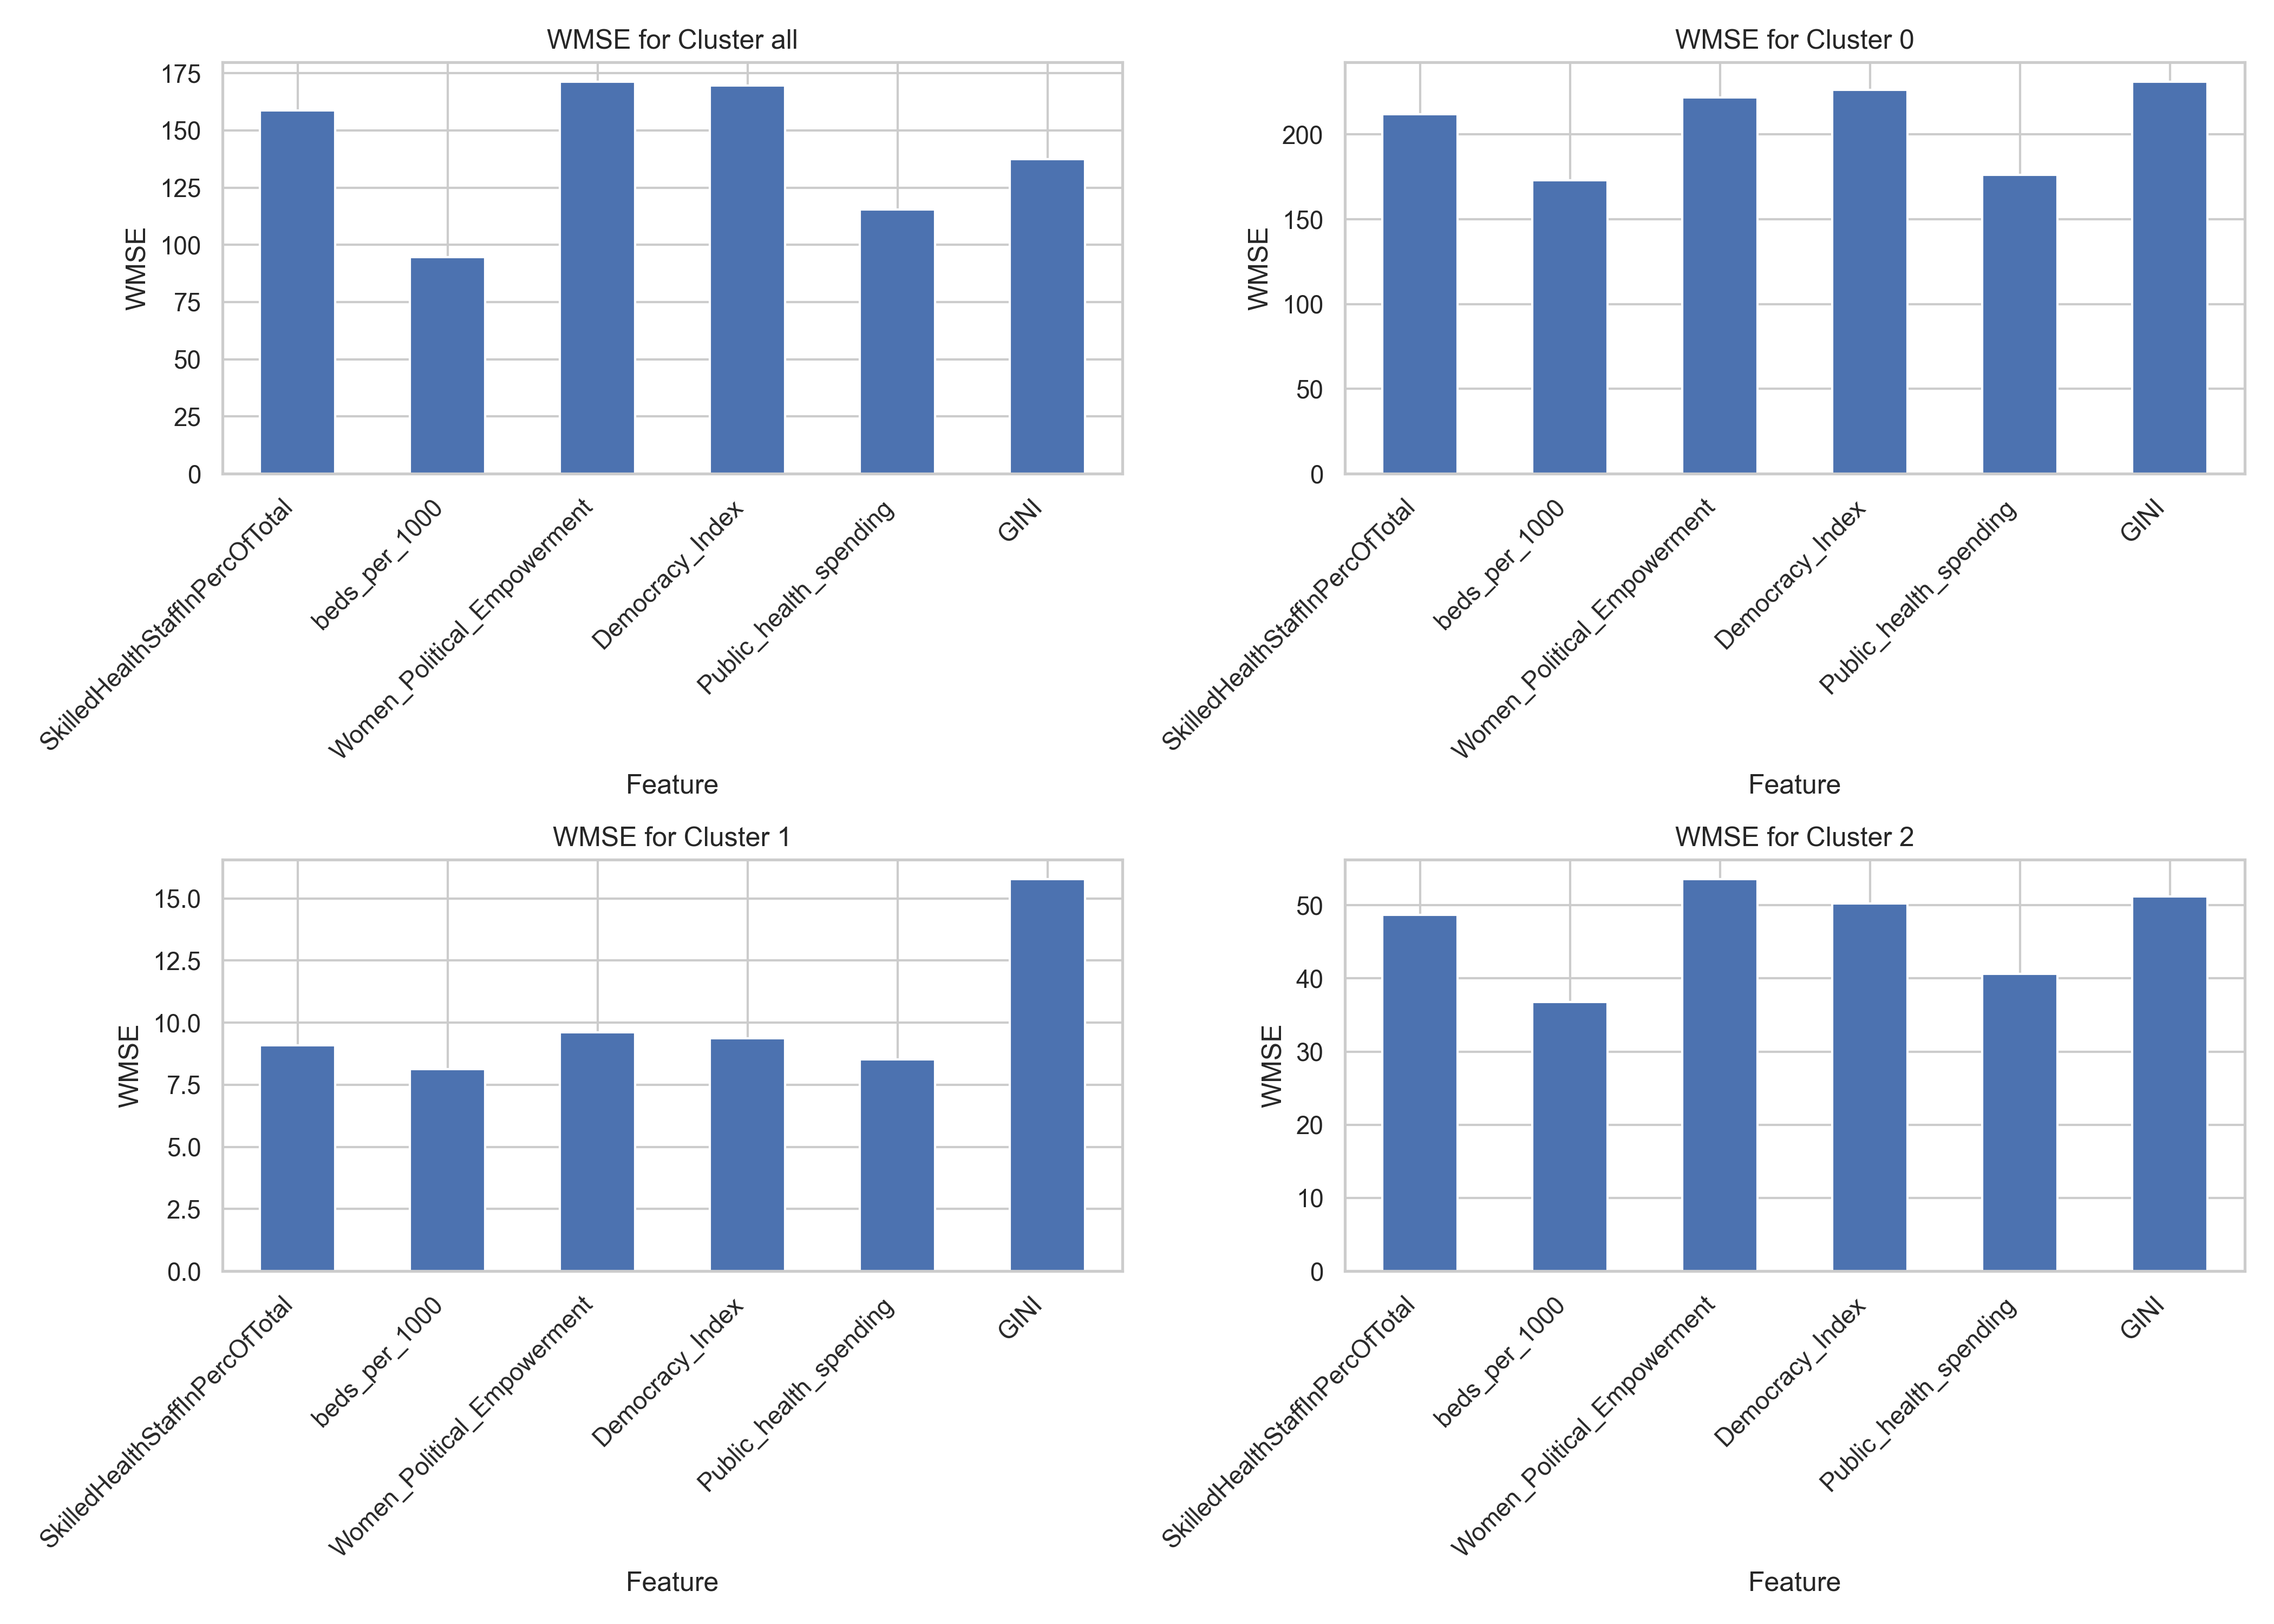 WMSE for Cluster all
WMSE
175
150
125
100
75
50
25
0
SkilledHealthStaffInPercOfTotal
beds_per_1000
Women_Political_Empowerment
Democracy_Index
Public_health_spending
GINI
Feature
WMSE for Cluster 0
WMSE
200
150
100
50
0
SkilledHealthStaffInPercOfTotal
beds_per_1000
Women_Political_Empowerment
Democracy_Index
Public_health_spending
GINI
Feature
WMSE for Cluster 1
WMSE
15.0
12.5
10.0
7.5
5.0
2.5
0.0
SkilledHealthStaffInPercOfTotal
beds_per_1000
Women_Political_Empowerment
Democracy_Index
Public_health_spending
GINI
Feature
WMSE for Cluster 2
WMSE
50
40
30
20
10
0
SkilledHealthStaffInPercOfTotal
beds_per_1000
Women_Political_Empowerment
Democracy_Index
Public_health_spending
GINI
Feature